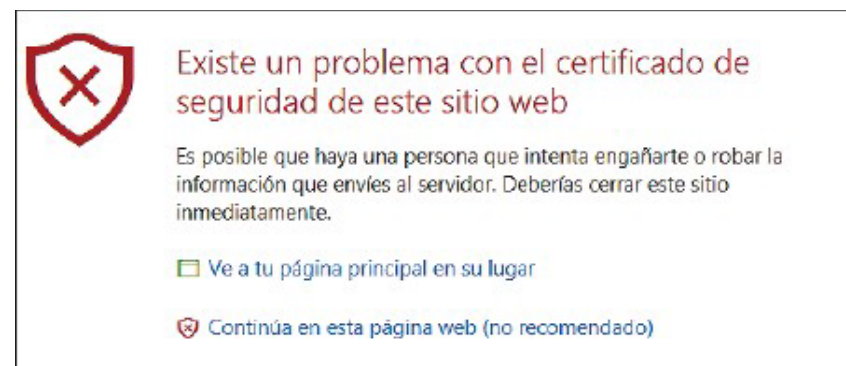 Existe un problema con el certificado de
seguridad de este sitio web
Es posible que haya una persona que intenta engañarte o robar la
información que envíes al servidor. Deberías cerrar este sitio
inmediatamente.
Ve a tu página principal en su lugar
Continúa en esta página web (no recomendado)